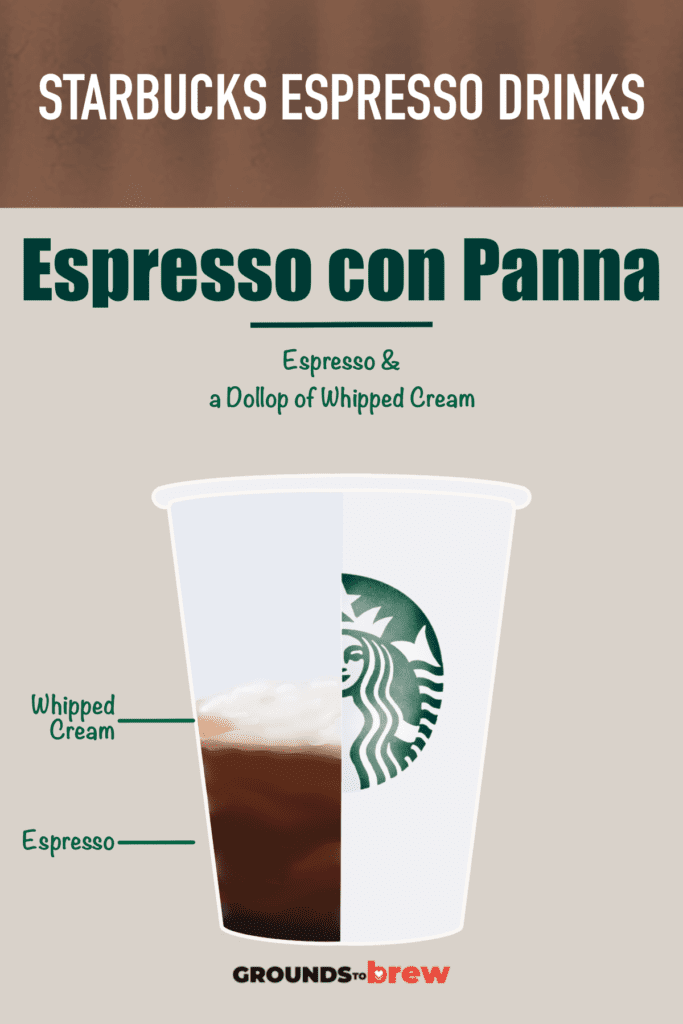 STARBUCKS ESPRESSO DRINKS
Espresso con Panna
Espresso &
a Dollop of Whipped Cream
Whipped
Cream
Espresso
GROUNDS TO brew